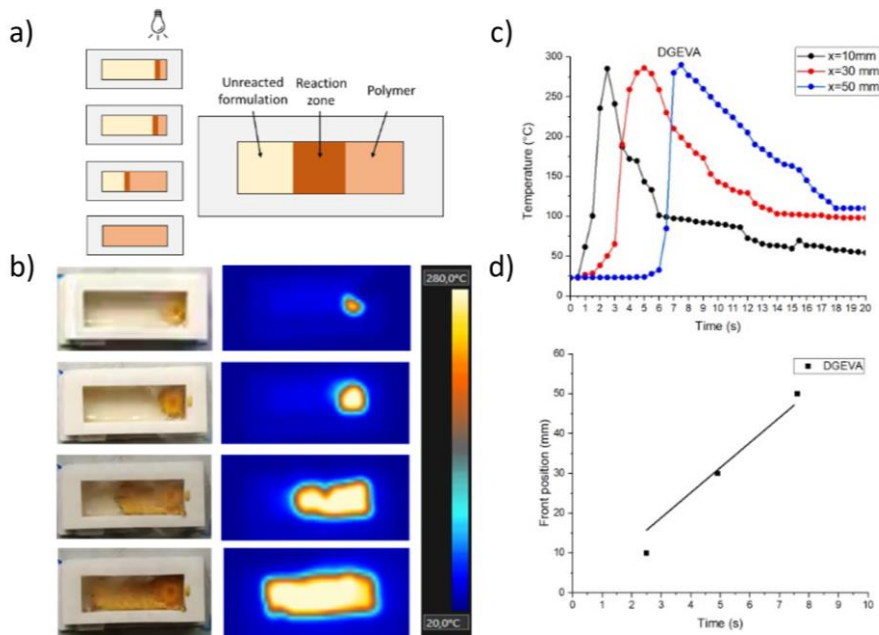 a)
Unreacted
formulation
Reaction
zone
Polymer
b)
280,0°C
20,0°C
c)
DGEVA
x=10mm
x=30 mm
x=50 mm
Temperature (°C)
300
250
200
150
100
50
0
0 1 2 3 4 5 6 7 8 9 10 11 12 13 14 15 16 17 18 19 20
Time (s)
d)
DGEVA
Front position (mm)
60
50
40
30
20
10
0
0 1 2 3 4 5 6 7 8 9 10
Time (s)